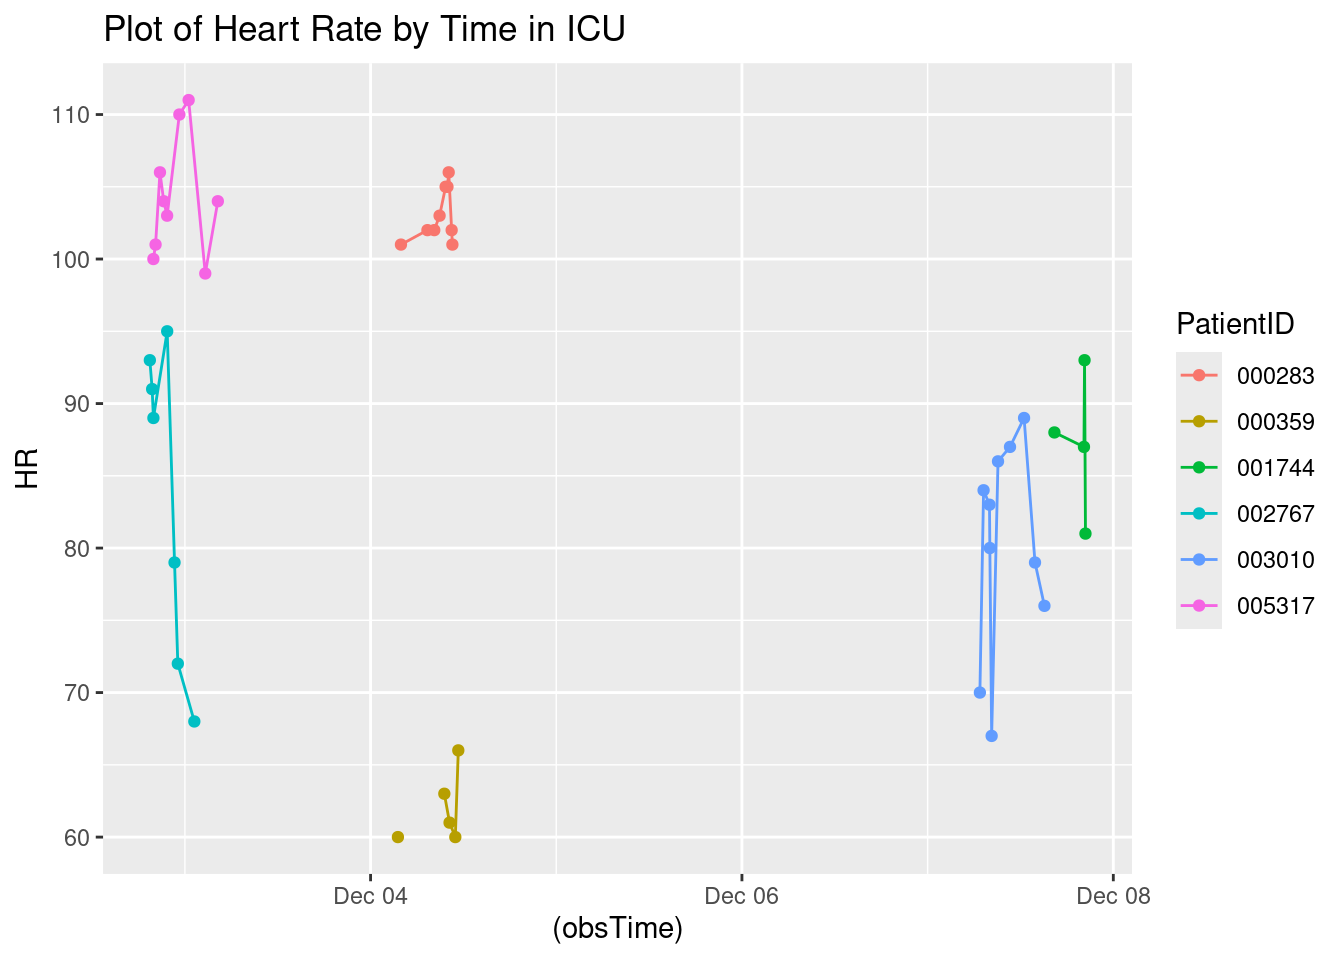 Plot of Heart Rate by Time in ICU
110
100
90
80
70
60
HR
Dec 04
Dec 06
Dec 08
(obsTime)
PatientID
000283
000359
001744
002767
003010
005317